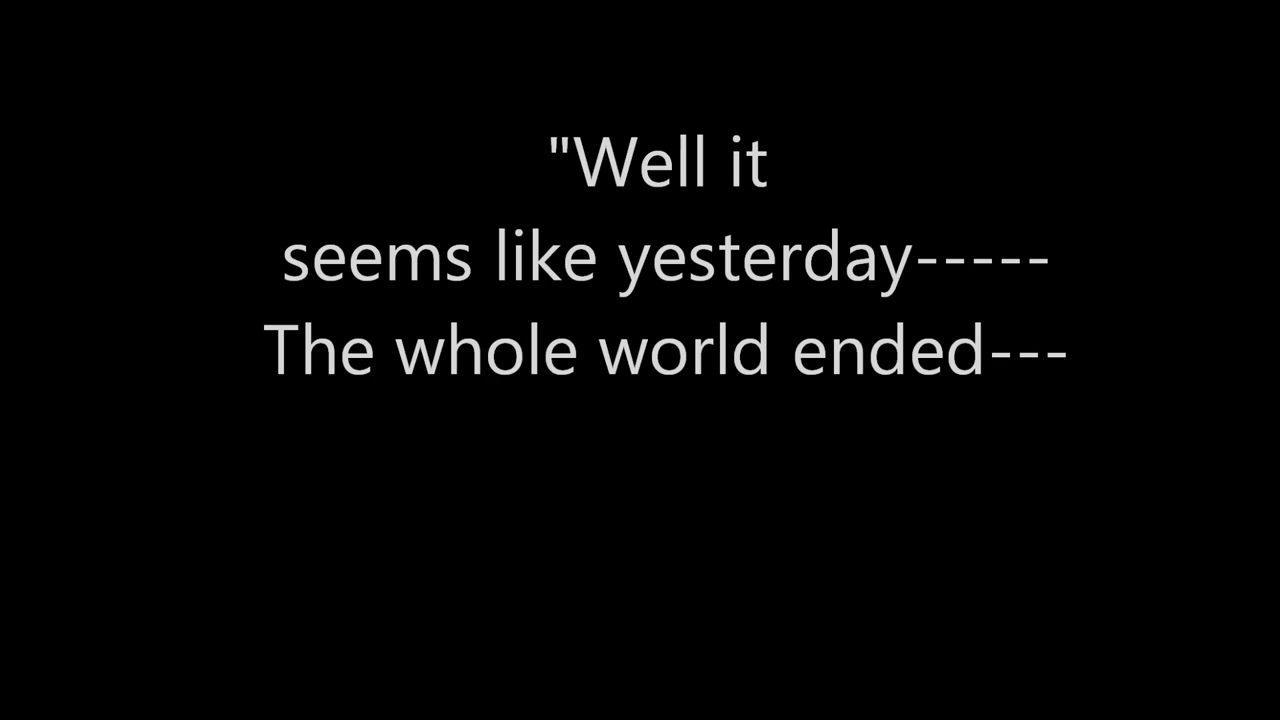 "Well it
seems like yesterday-----
The whole world ended---